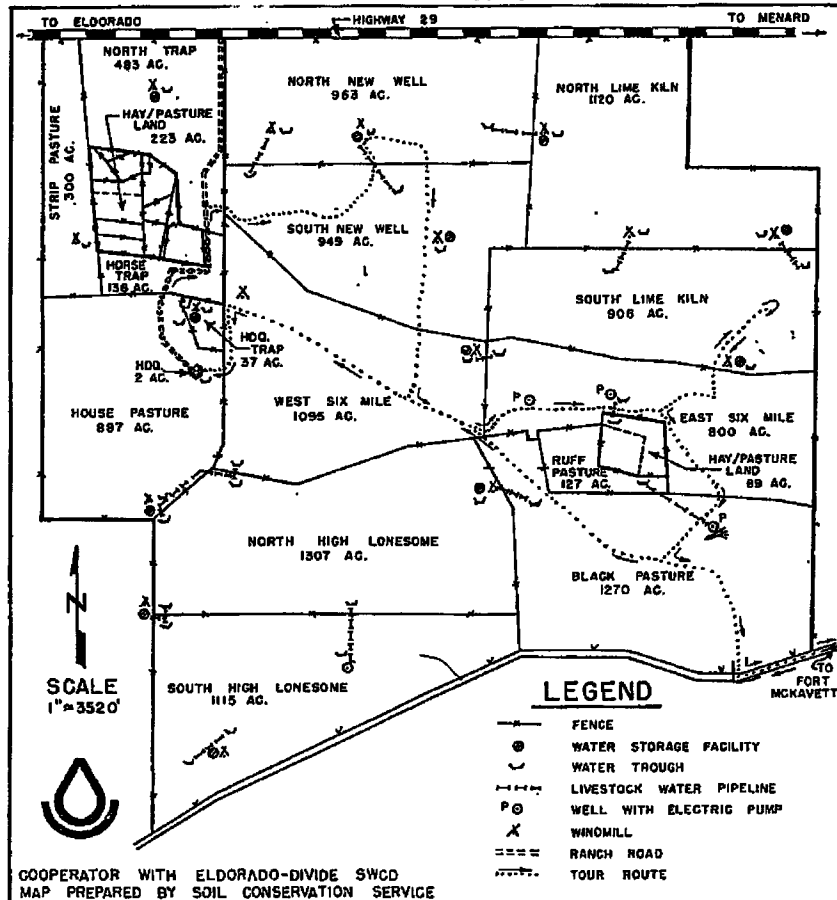 TO ELDORADO
HIGHWAY 29
TO MENARD
NORTH TRAP
483 AC.
HAY/PASTURE
LAND
223 AC.
STRIP PASTURE
300 AC.
NORTH NEW WELL
963 AC.
NORTH LIME KILN
1120 AC.
SOUTH NEW WELL
949 AC.
HORSE
TRAP
136 AC.
SOUTH LIME KILN
906 AC.
HDQ.
TRAP
37 AC.
HDQ.
2 AC.
HOUSE PASTURE
887 AC.
WEST SIX MILE
1095 AC.
P
P
EAST SIX MILE
800 AC.
RUFF
PASTURE
127 AC.
HAY/PASTURE
LAND
89 AC.
P
NORTH HIGH LONESOME
1307 AC.
BLACK PASTURE
1270 AC.
N
SCALE
1"=3520'
SOUTH HIGH LONESOME
1115 AC.
TO
FORT
MCKAVETT
LEGEND
FENCE
WATER STORAGE FACILITY
WATER TROUGH
LIVESTOCK WATER PIPELINE
P WELL WITH ELECTRIC PUMP
WINDMILL
RANCH ROAD
TOUR ROUTE
COOPERATOR WITH ELDORADO-DIVIDE SWCD
MAP PREPARED BY SOIL CONSERVATION SERVICE